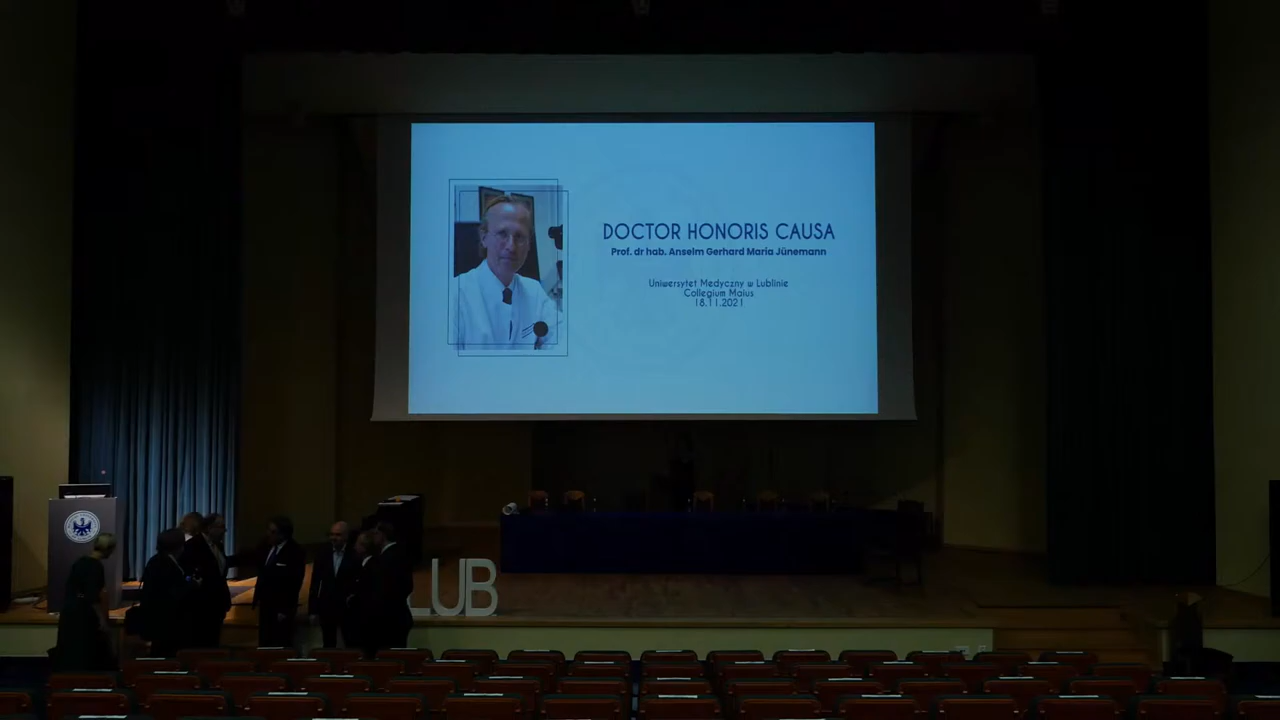 DOCTOR HONORIS CAUSA
Prof. dr hab. Anselm Gerhard Maria Jünemann
Uniwersytet Medyczny w Lublinie
Collegium Maius
18.11.2021
LUB